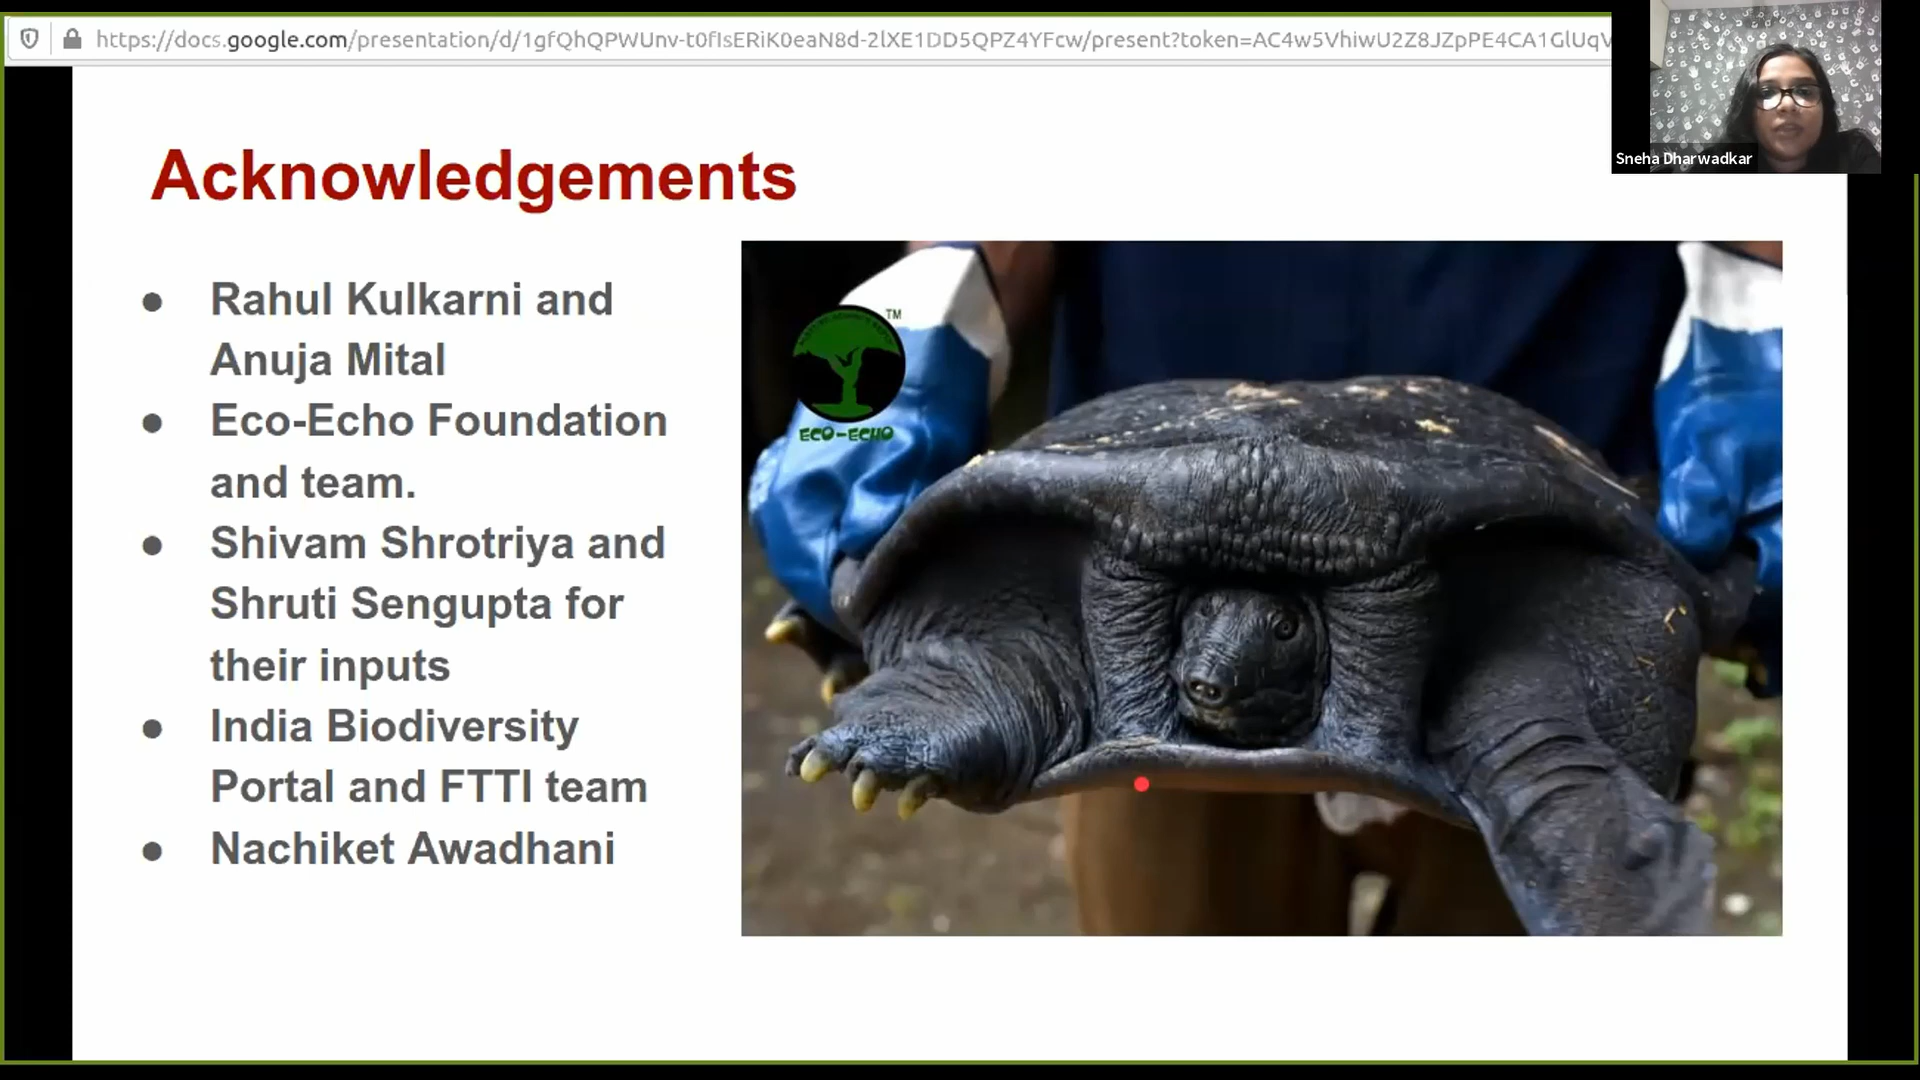 https://docs.google.com/presentation/d/1gfQhQPWUnv-t0fIsERiK0eaN8d-2lXE1DD5QPZ4YFcw/present?token=AC4w5VhiwU2Z8JZpPE4CA1GlUqV
Sneha Dharwadkar
Acknowledgements
● Rahul Kulkarni and
Anuja Mital
● Eco-Echo Foundation
and team.
● Shivam Shrotriya and
Shruti Sengupta for
their inputs
● India Biodiversity
Portal and FTTI team
● Nachiket Awadhani
TM
ECO-ECHO